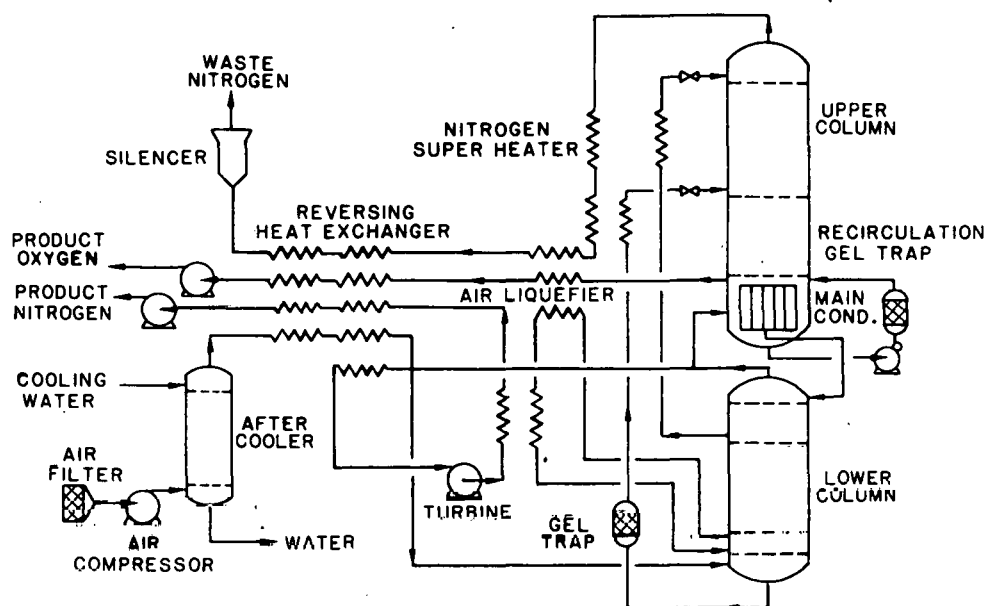 WASTE
NITROGEN
SILENCER
NITROGEN
SUPER HEATER
UPPER
COLUMN
REVERSING
HEAT EXCHANGER
PRODUCT
OXYGEN
RECIRCULATION
GEL TRAP
PRODUCT
NITROGEN
AIR LIQUEFIER
MAIN
COND.
COOLING
WATER
AFTER
COOLER
AIR
FILTER
TURBINE
GEL
TRAP
LOWER
COLUMN
AIR
COMPRESSOR
WATER